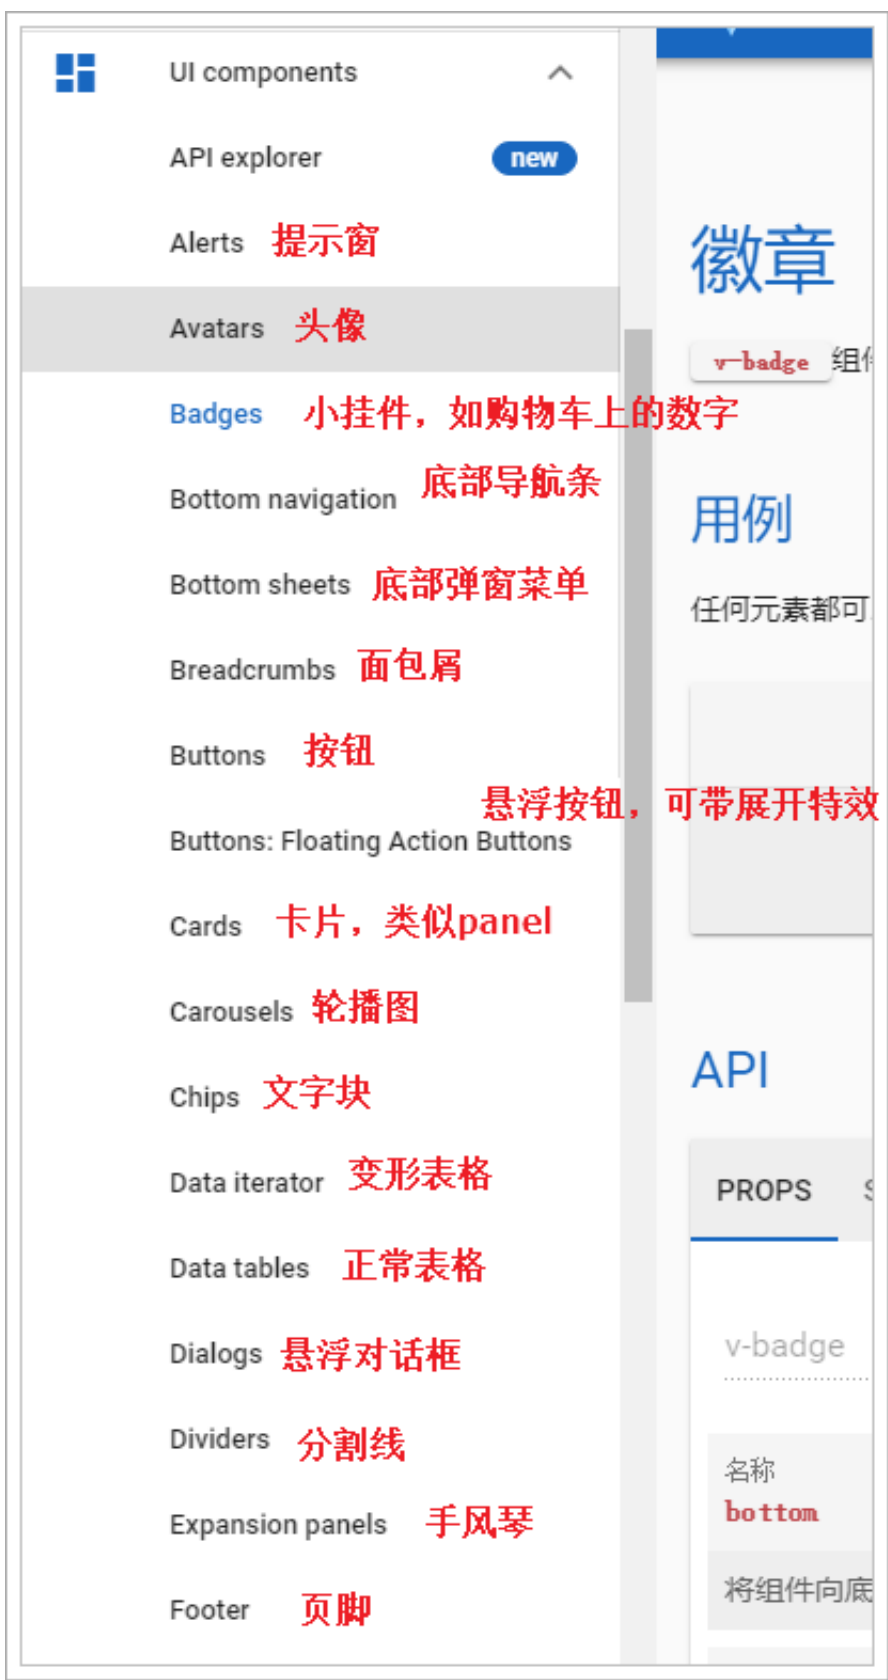 UI components
API explorer new
Alerts 提示窗
Avatars 头像
Badges 小挂件，如购物车上的数字
Bottom navigation 底部导航条
Bottom sheets 底部弹窗菜单
Breadcrumbs 面包屑
Buttons 按钮
悬浮按钮，可带展开特效
Buttons: Floating Action Buttons
Cards 卡片，类似panel
Carousels 轮播图
Chips 文字块
Data iterator 变形表格
Data tables 正常表格
Dialogs 悬浮对话框
Dividers 分割线
Expansion panels 手风琴
Footer 页脚
徽章
v-badge 组
用例
任何元素都可
API
PROPS
v-badge
名称
bottom
将组件向底